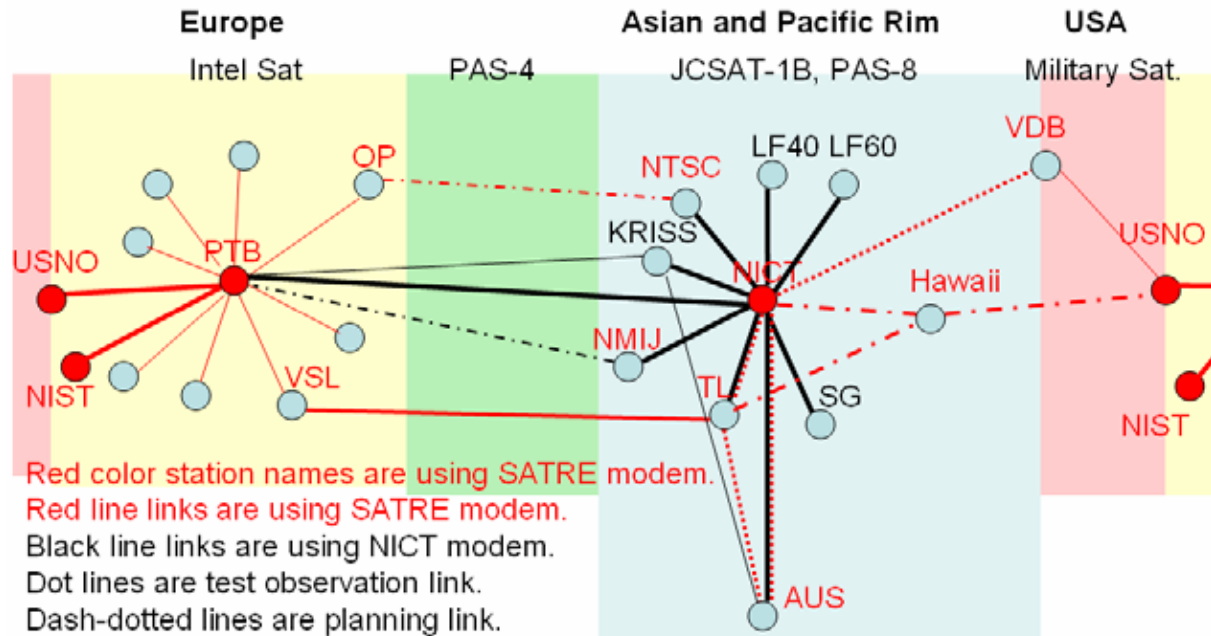 Europe
Asian and Pacific Rim
USA
Intel Sat
PAS-4
JCSAT-1B, PAS-8
Military Sat.
OP
NTSC
LF40
LF60
VDB
KRISS
PTB
USNO
NICT
Hawaii
USNO
NMIJ
NIST
VSL
TL
SG
NIST
Red color station names are using SATRE modem.
Red line links are using SATRE modem.
Black line links are using NICT modem.
Dot lines are test observation link.
AUS
Dash-dotted lines are planning link.